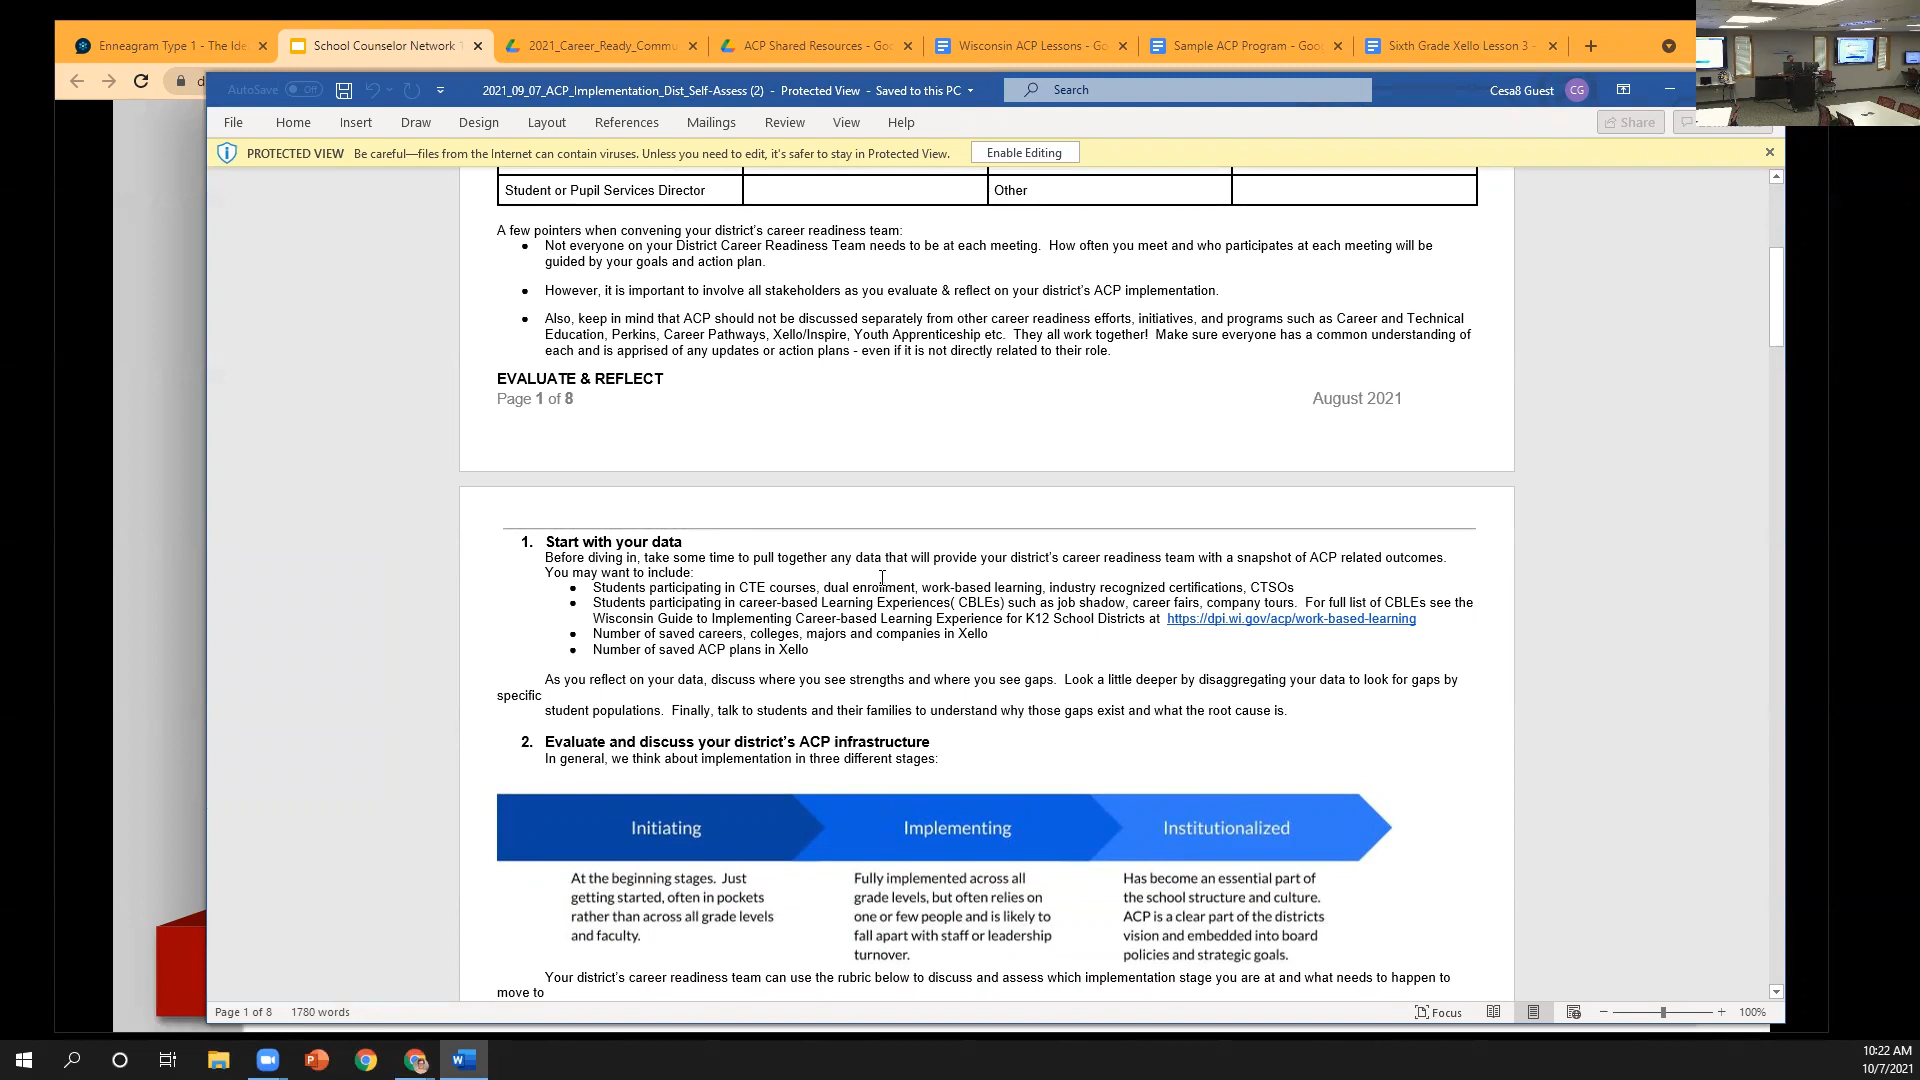 Enneagram Type 1 - The Ide
School Counselor Network
2021_Career_Ready_Commu
ACP Shared Resources - Goo
Wisconsin ACP Lessons - Go
Sample ACP Program - Goo
Sixth Grade Xello Lesson 3 -
AutoSave Off
2021_09_07_ACP_Implementation_Dist_Self-Assess (2) - Protected View - Saved to this PC
Search
Cesa8 Guest CG
File Home Insert Draw Design Layout References Mailings Review View Help
Share
PROTECTED VIEW Be careful—files from the Internet can contain viruses. Unless you need to edit, it's safer to stay in Protected View. Enable Editing
Student or Pupil Services Director Other
A few pointers when convening your district's career readiness team:
● Not everyone on your District Career Readiness Team needs to be at each meeting. How often you meet and who participates at each meeting will be
guided by your goals and action plan.
● However, it is important to involve all stakeholders as you evaluate & reflect on your district's ACP implementation.
● Also, keep in mind that ACP should not be discussed separately from other career readiness efforts, initiatives, and programs such as Career and Technical
Education, Perkins, Career Pathways, Xello/Inspire, Youth Apprenticeship etc. They all work together! Make sure everyone has a common understanding of
each and is apprised of any updates or action plans - even if it is not directly related to their role.
EVALUATE & REFLECT
Page 1 of 8 August 2021
1. Start with your data
Before diving in, take some time to pull together any data that will provide your district's career readiness team with a snapshot of ACP related outcomes.
You may want to include:
● Students participating in CTE courses, dual enrollment, work-based learning, industry recognized certifications, CTSOs
● Students participating in career-based Learning Experiences( CBLEs) such as job shadow, career fairs, company tours. For full list of CBLEs see the
Wisconsin Guide to Implementing Career-based Learning Experience for K12 School Districts at https://dpi.wi.gov/acp/work-based-learning
● Number of saved careers, colleges, majors and companies in Xello
● Number of saved ACP plans in Xello
As you reflect on your data, discuss where you see strengths and where you see gaps. Look a little deeper by disaggregating your data to look for gaps by
specific
student populations. Finally, talk to students and their families to understand why those gaps exist and what the root cause is.
2. Evaluate and discuss your district's ACP infrastructure
In general, we think about implementation in three different stages:
Initiating
Implementing
Institutionalized
At the beginning stages. Just
getting started, often in pockets
rather than across all grade levels
and faculty.
Fully implemented across all
grade levels, but often relies on
one or few people and is likely to
fall apart with staff or leadership
turnover.
Has become an essential part of
the school structure and culture.
ACP is a clear part of the districts
vision and embedded into board
policies and strategic goals.
Your district's career readiness team can use the rubric below to discuss and assess which implementation stage you are at and what needs to happen to
move to
Page 1 of 8 1780 words
Focus
100%
10:22 AM
10/7/2021